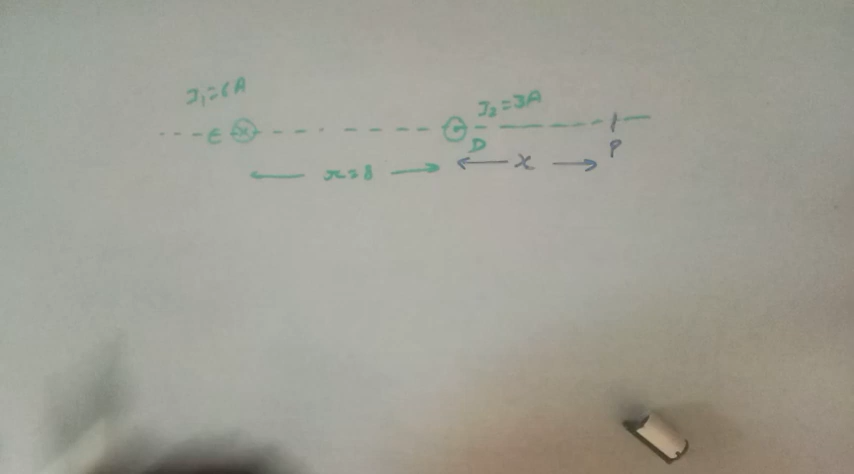 I₁=6A
I₂=3A
E ⊗
⊙ D
P
x=8
x